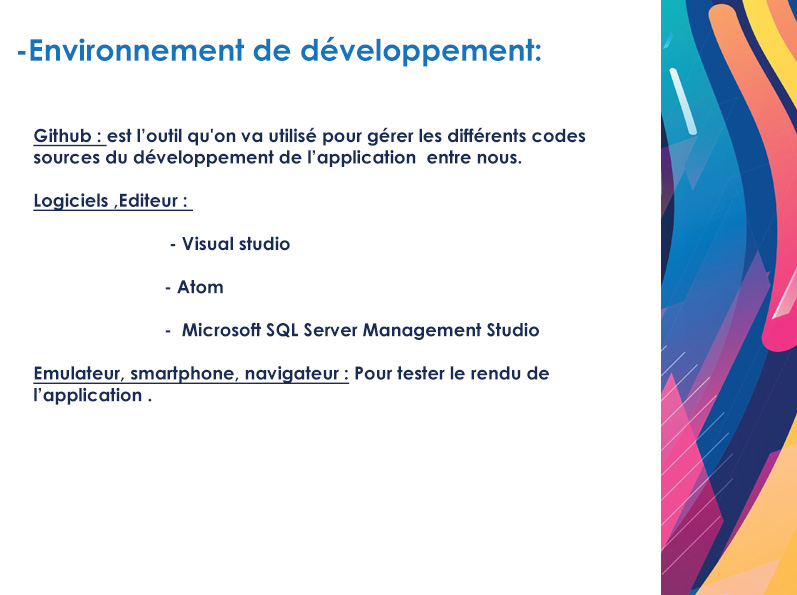 -Environnement de développement:
Github : est l’outil qu'on va utilisé pour gérer les différents codes
sources du développement de l’application  entre nous.
Logiciels ,Editeur :
- Visual studio
- Atom
-  Microsoft SQL Server Management Studio
Emulateur, smartphone, navigateur : Pour tester le rendu de
l’application .